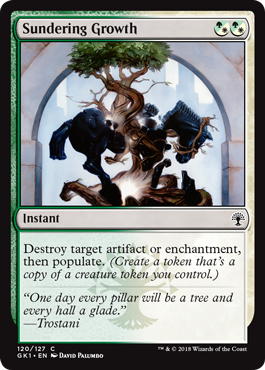 Sundering Growth
Instant
Destroy target artifact or enchantment,
then populate. (Create a token that's a
copy of a creature token you control.)
"One day every pillar will be a tree and
every hall a glade."
—Trostani
120/127 C
GK1 • EN DAVID PALUMBO
™ & © 2018 Wizards of the Coast